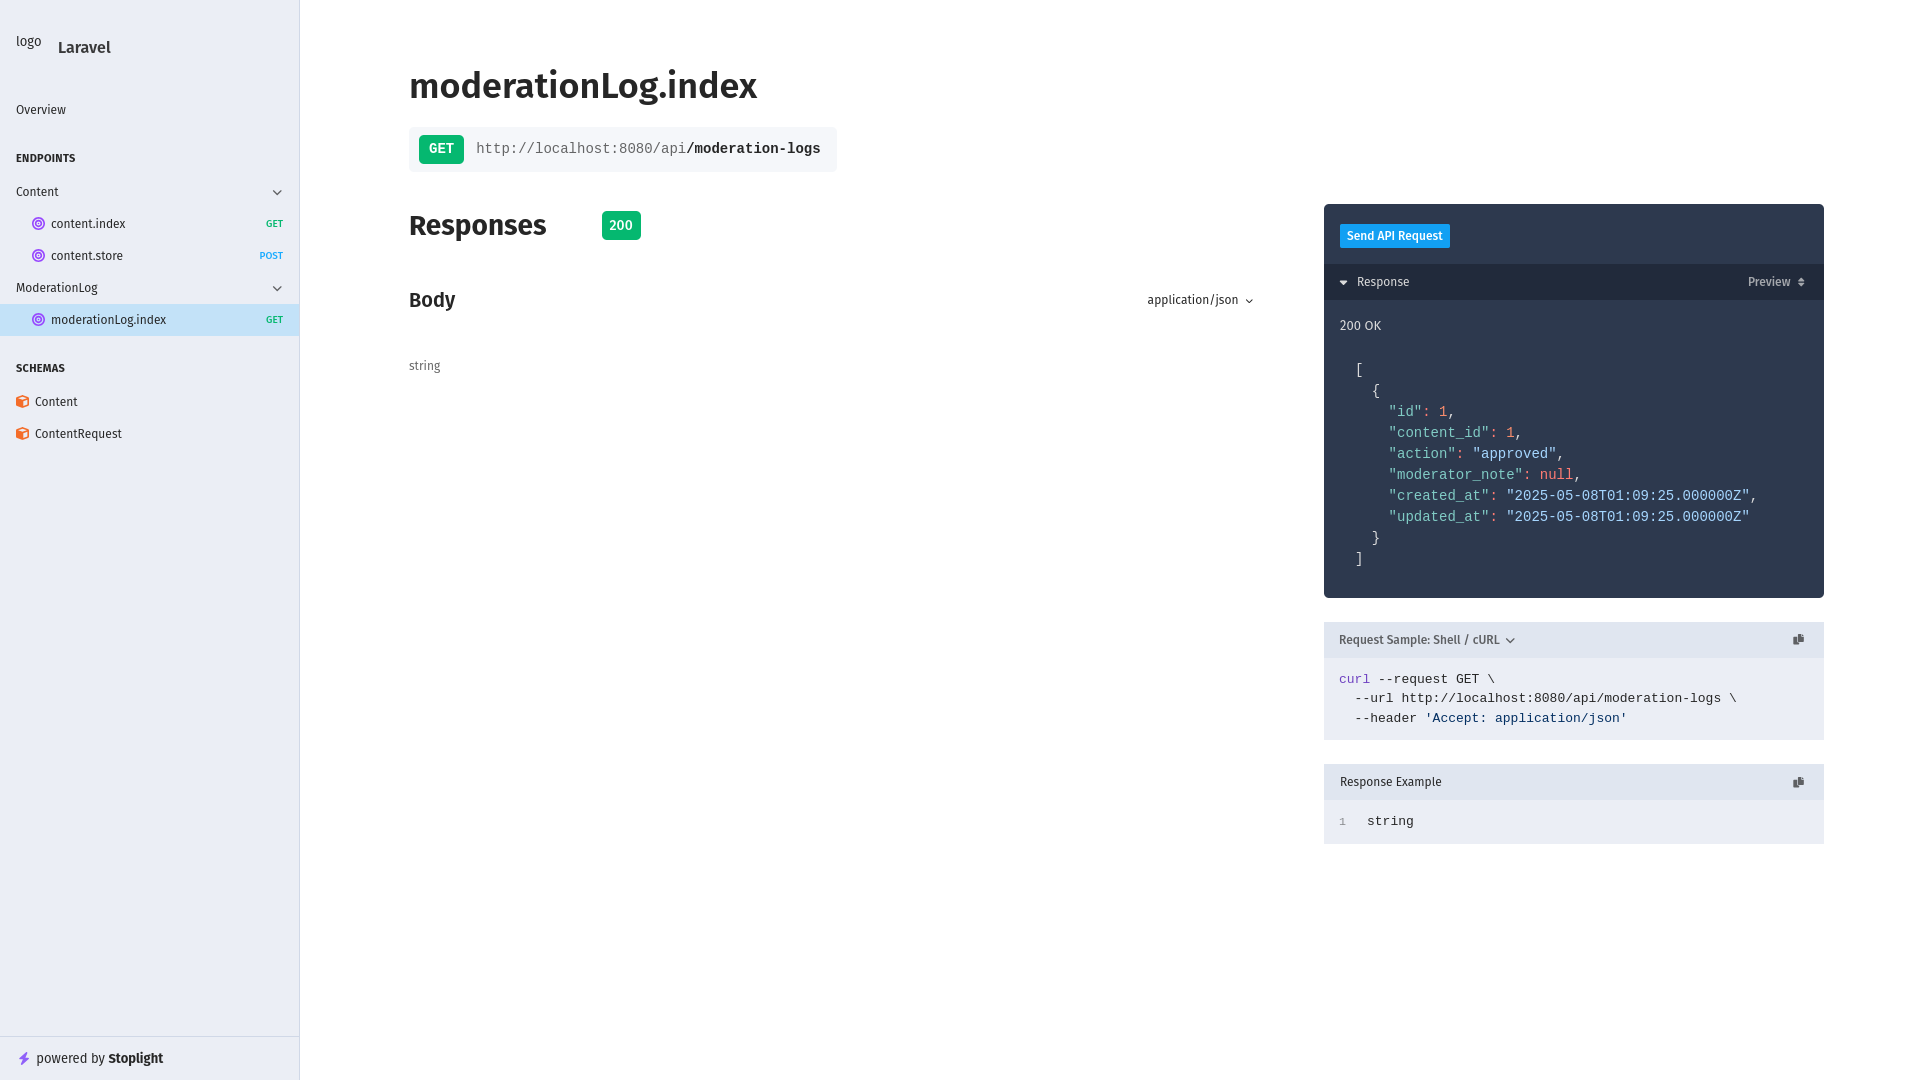 logo
Laravel
Overview
ENDPOINTS
Content
content.index GET
content.store POST
ModerationLog
moderationLog.index GET
SCHEMAS
Content
ContentRequest
powered by Stoplight
moderationLog.index
GET http://localhost:8080/api/moderation-logs
Responses 200
Body application/json
string
Send API Request
Response Preview
200 OK
[
{
"id": 1,
"content_id": 1,
"action": "approved",
"moderator_note": null,
"created_at": "2025-05-08T01:09:25.000000Z",
"updated_at": "2025-05-08T01:09:25.000000Z"
}
]
Request Sample: Shell / cURL
curl --request GET \
--url http://localhost:8080/api/moderation-logs \
--header 'Accept: application/json'
Response Example
1 string